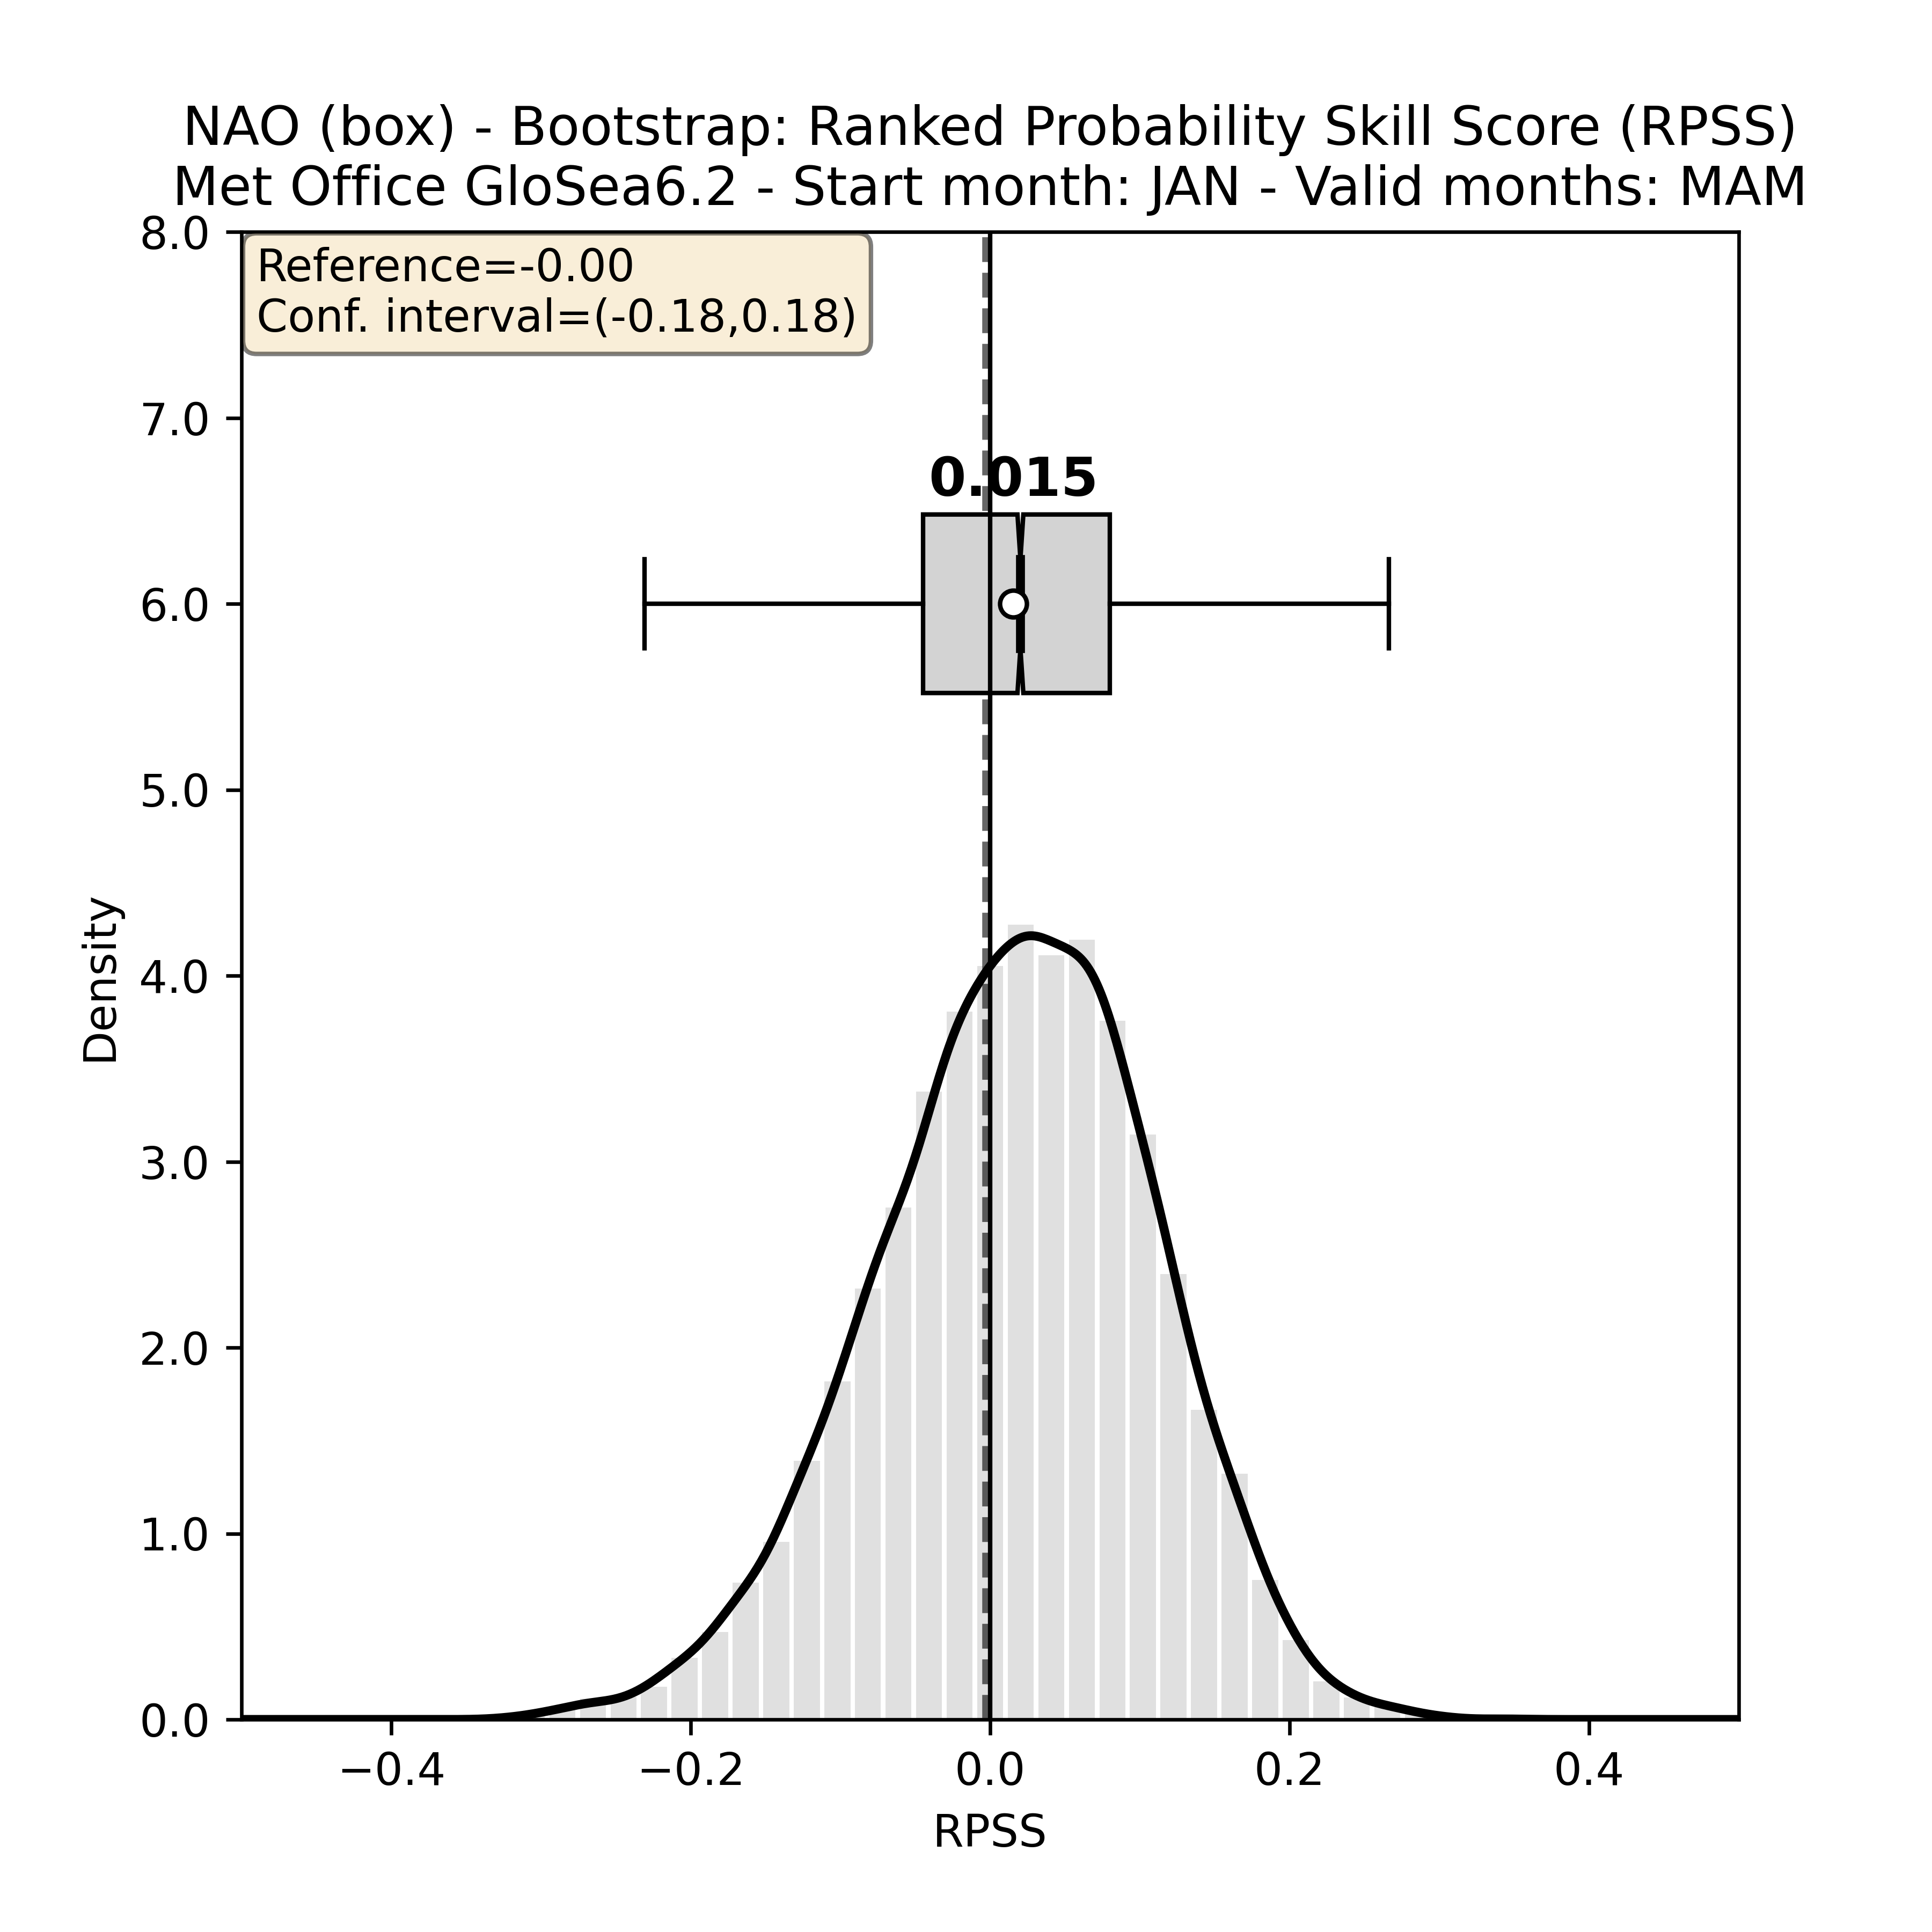 NAO (box) - Bootstrap: Ranked Probability Skill Score (RPSS)
Met Office GloSea6.2 - Start month: JAN - Valid months: MAM
Reference=-0.00
Conf. interval=(-0.18,0.18)
0.015
8.0
7.0
6.0
5.0
4.0
3.0
2.0
1.0
0.0
Density
−0.4
−0.2
0.0
0.2
0.4
RPSS